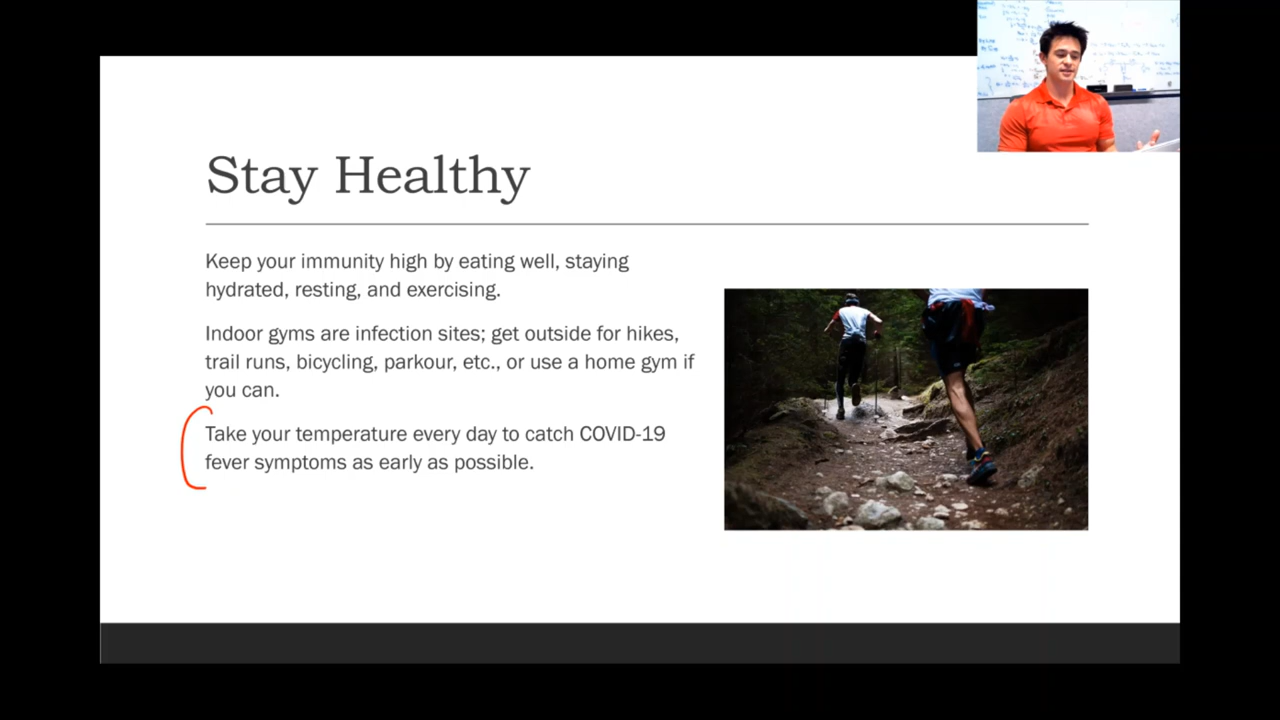 Stay Healthy
Keep your immunity high by eating well, staying
hydrated, resting, and exercising.
Indoor gyms are infection sites; get outside for hikes,
trail runs, bicycling, parkour, etc., or use a home gym if
you can.
Take your temperature every day to catch COVID-19
fever symptoms as early as possible.